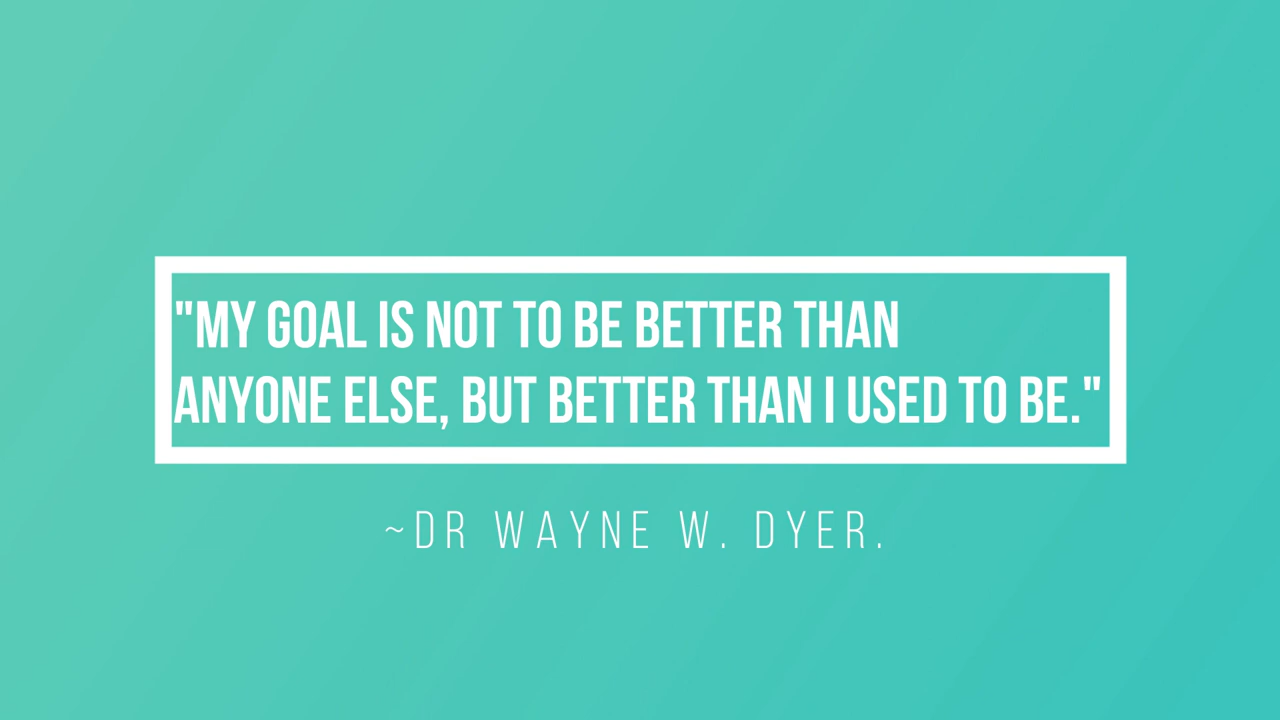 "MY GOAL IS NOT TO BE BETTER THAN
ANYONE ELSE, BUT BETTER THAN I USED TO BE."
~DR WAYNE W. DYER.